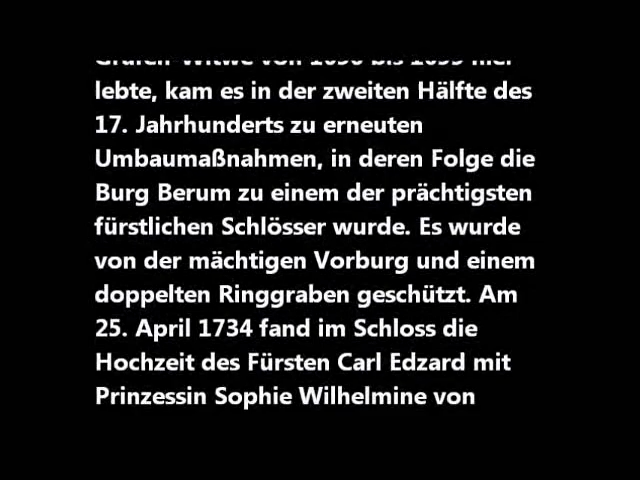 lebte, kam es in der zweiten Hälfte des
17. Jahrhunderts zu erneuten
Umbaumaßnahmen, in deren Folge die
Burg Berum zu einem der prächtigsten
fürstlichen Schlösser wurde. Es wurde
von der mächtigen Vorburg und einem
doppelten Ringgraben geschützt. Am
25. April 1734 fand im Schloss die
Hochzeit des Fürsten Carl Edzard mit
Prinzessin Sophie Wilhelmine von